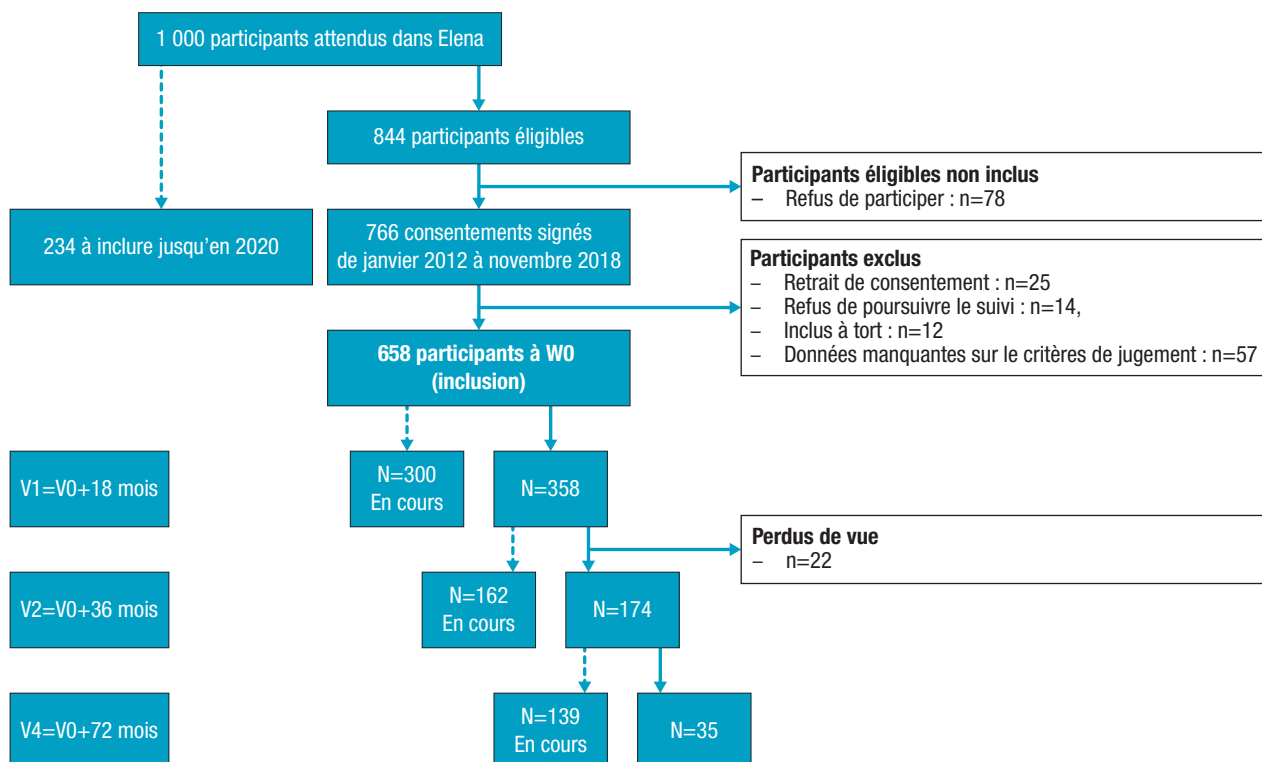 1 000 participants attendus dans Elena
844 participants éligibles
Participants éligibles non inclus
– Refus de participer : n=78
234 à inclure jusqu'en 2020
766 consentements signés
de janvier 2012 à novembre 2018
Participants exclus
– Retrait de consentement : n=25
– Refus de poursuivre le suivi : n=14,
– Inclus à tort : n=12
– Données manquantes sur le critères de jugement : n=57
658 participants à W0
(inclusion)
V1=V0+18 mois
N=300
En cours
N=358
Perdus de vue
– n=22
V2=V0+36 mois
N=162
En cours
N=174
V4=V0+72 mois
N=139
En cours
N=35